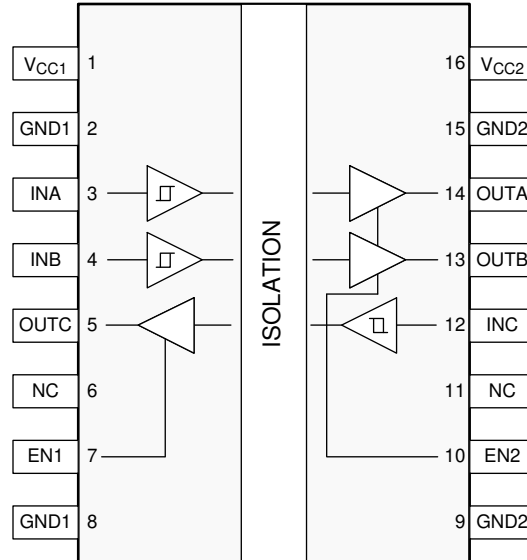 VCC1 1 16 VCC2
GND1 2 15 GND2
INA 3 14 OUTA
INB 4 13 OUTB
OUTC 5 12 INC
NC 6 11 NC
EN1 7 10 EN2
GND1 8 9 GND2
ISOLATION